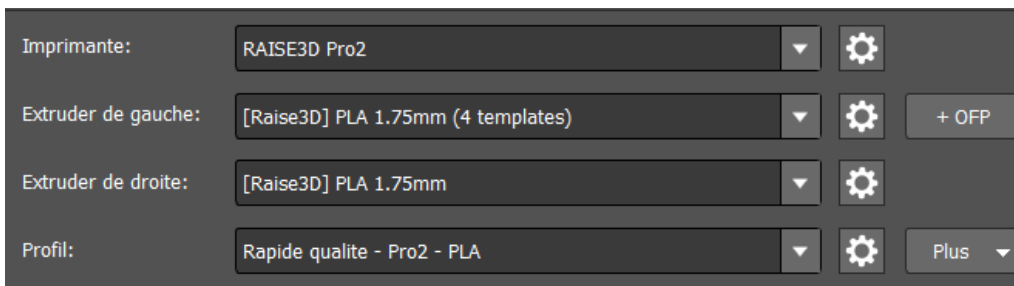 Imprimante: RAISE3D Pro2
Extruder de gauche: [Raise3D] PLA 1.75mm (4 templates) + OFP
Extruder de droite: [Raise3D] PLA 1.75mm
Profil: Rapide qualite - Pro2 - PLA Plus